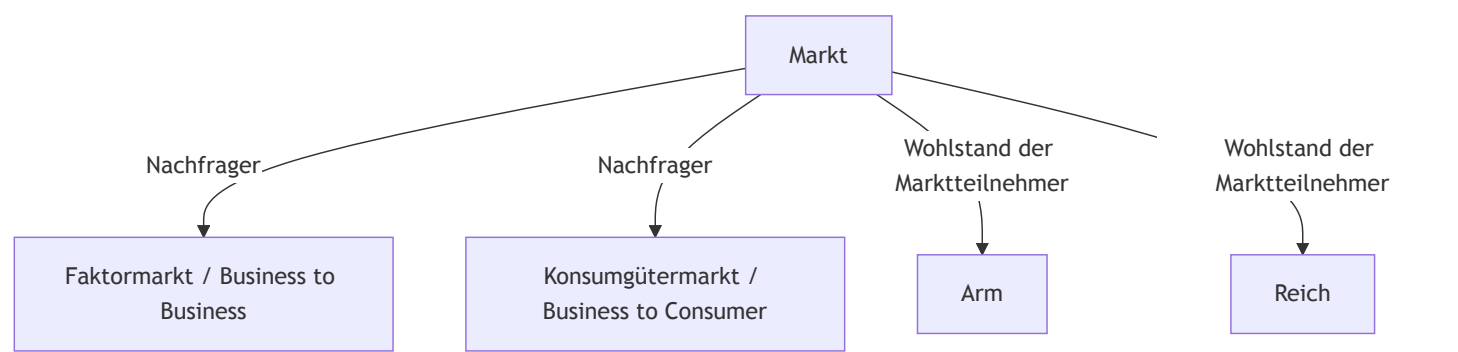 Markt
Nachfrager
Nachfrager
Wohlstand der
Marktteilnehmer
Wohlstand der
Marktteilnehmer
Faktormarkt / Business to
Business
Konsumgütermarkt /
Business to Consumer
Arm
Reich